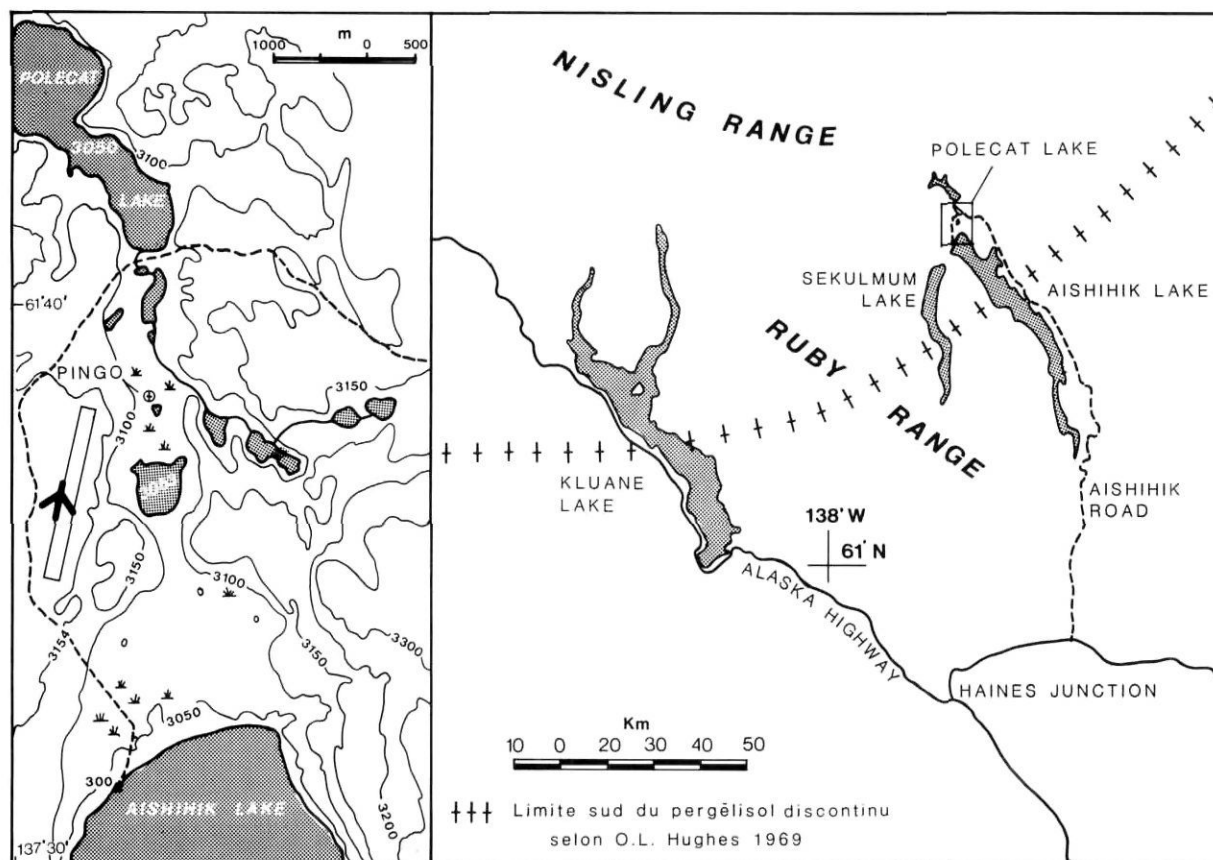 m
1000 0 500
POLECAT
3050
LAKE
3100
61°40'
PINGO
3100
3150
3150
3100
3154
3150
3300
3050
300
AISHIHIK LAKE
3200
137°30'
NISLING RANGE
POLECAT LAKE
SEKULMUM
LAKE
AISHIHIK LAKE
RUBY
RANGE
KLUANE
LAKE
AISHIHIK
ROAD
138° W
61° N
ALASKA HIGHWAY
HAINES JUNCTION
Km
10 0 20 30 40 50
Limite sud du pergēlisol discontinu
selon O.L. Hughes 1969